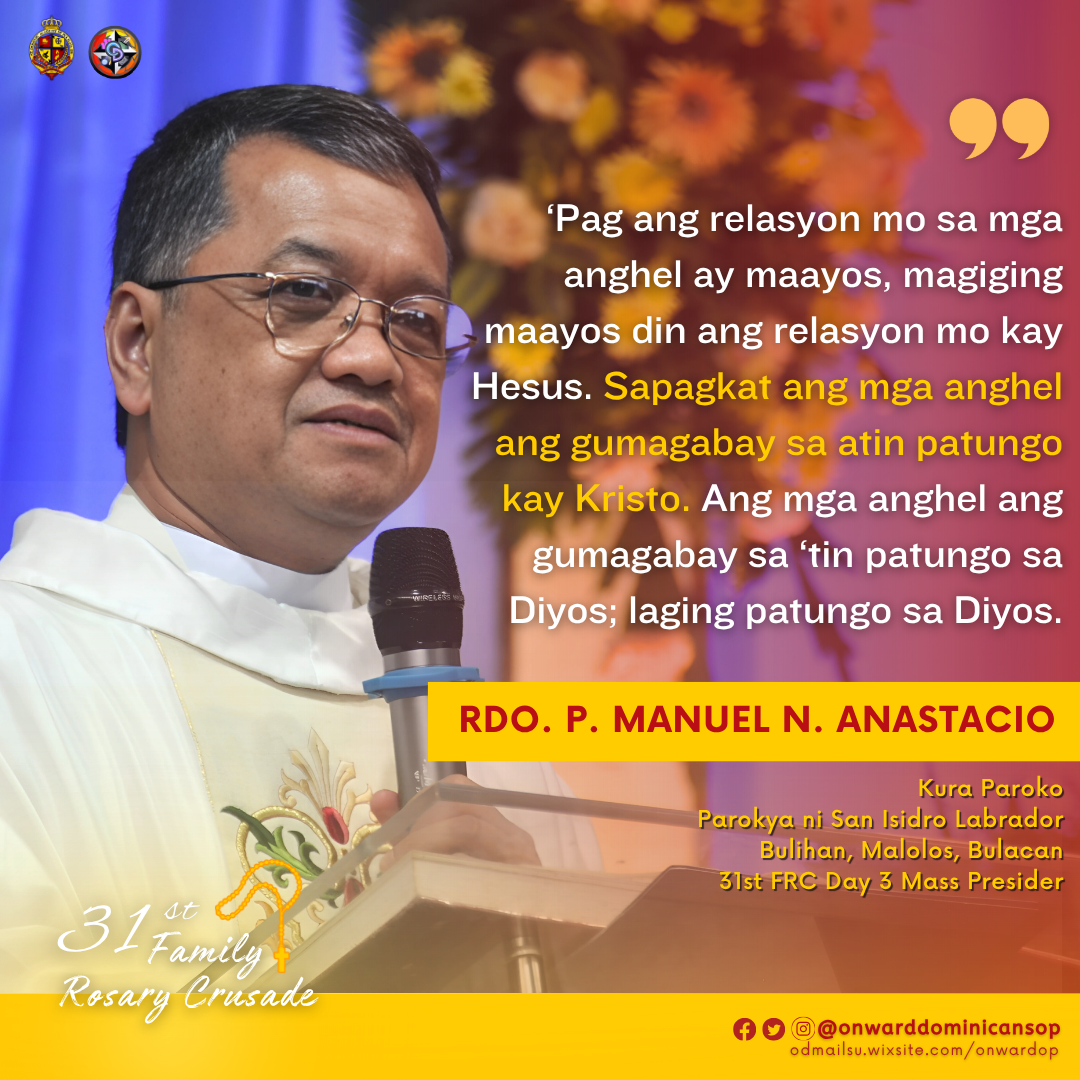 ‘Pag ang relasyon mo sa mga
anghel ay maayos, magiging
maayos din ang relasyon mo kay
Hesus. Sapagkat ang mga anghel
ang gumagabay sa atin patungo
kay Kristo. Ang mga anghel ang
gumagabay sa ‘tin patungo sa
Diyos; laging patungo sa Diyos.
RDO. P. MANUEL N. ANASTACIO
Kura Paroko
Parokya ni San Isidro Labrador
Bulihan, Malolos, Bulacan
31st FRC Day 3 Mass Presider
WIRELESS
31st
Family
Rosary Crusade
@onwarddominicansop
odmailsu.wixsite.com/onwardop